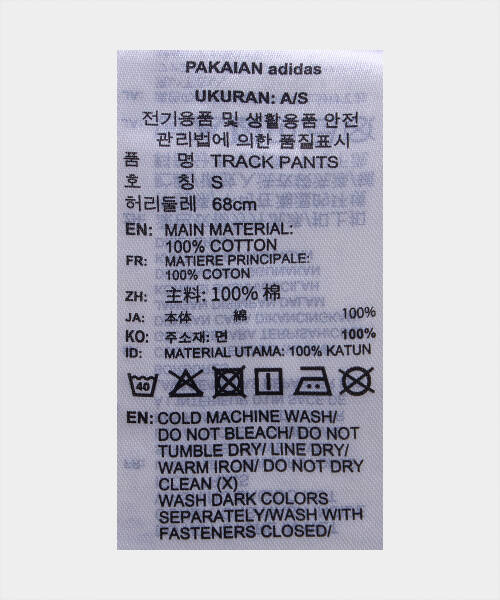 PAKAIAN adidas
UKURAN: A/S
전기용품 및 생활용품 안전
관리법에 의한 품질표시
품 명 TRACK PANTS
호 칭 S
허리둘레 68cm
EN: MAIN MATERIAL:
100% COTTON
FR: MATIERE PRINCIPALE:
100% COTON
ZH: 主料: 100% 棉
JA: 本体 綿 100%
KO: 주소재: 면 100%
ID: MATERIAL UTAMA: 100% KATUN
40
EN: COLD MACHINE WASH/
DO NOT BLEACH/ DO NOT
TUMBLE DRY/ LINE DRY/
WARM IRON/ DO NOT DRY
CLEAN (X)
WASH DARK COLORS
SEPARATELY/WASH WITH
FASTENERS CLOSED/